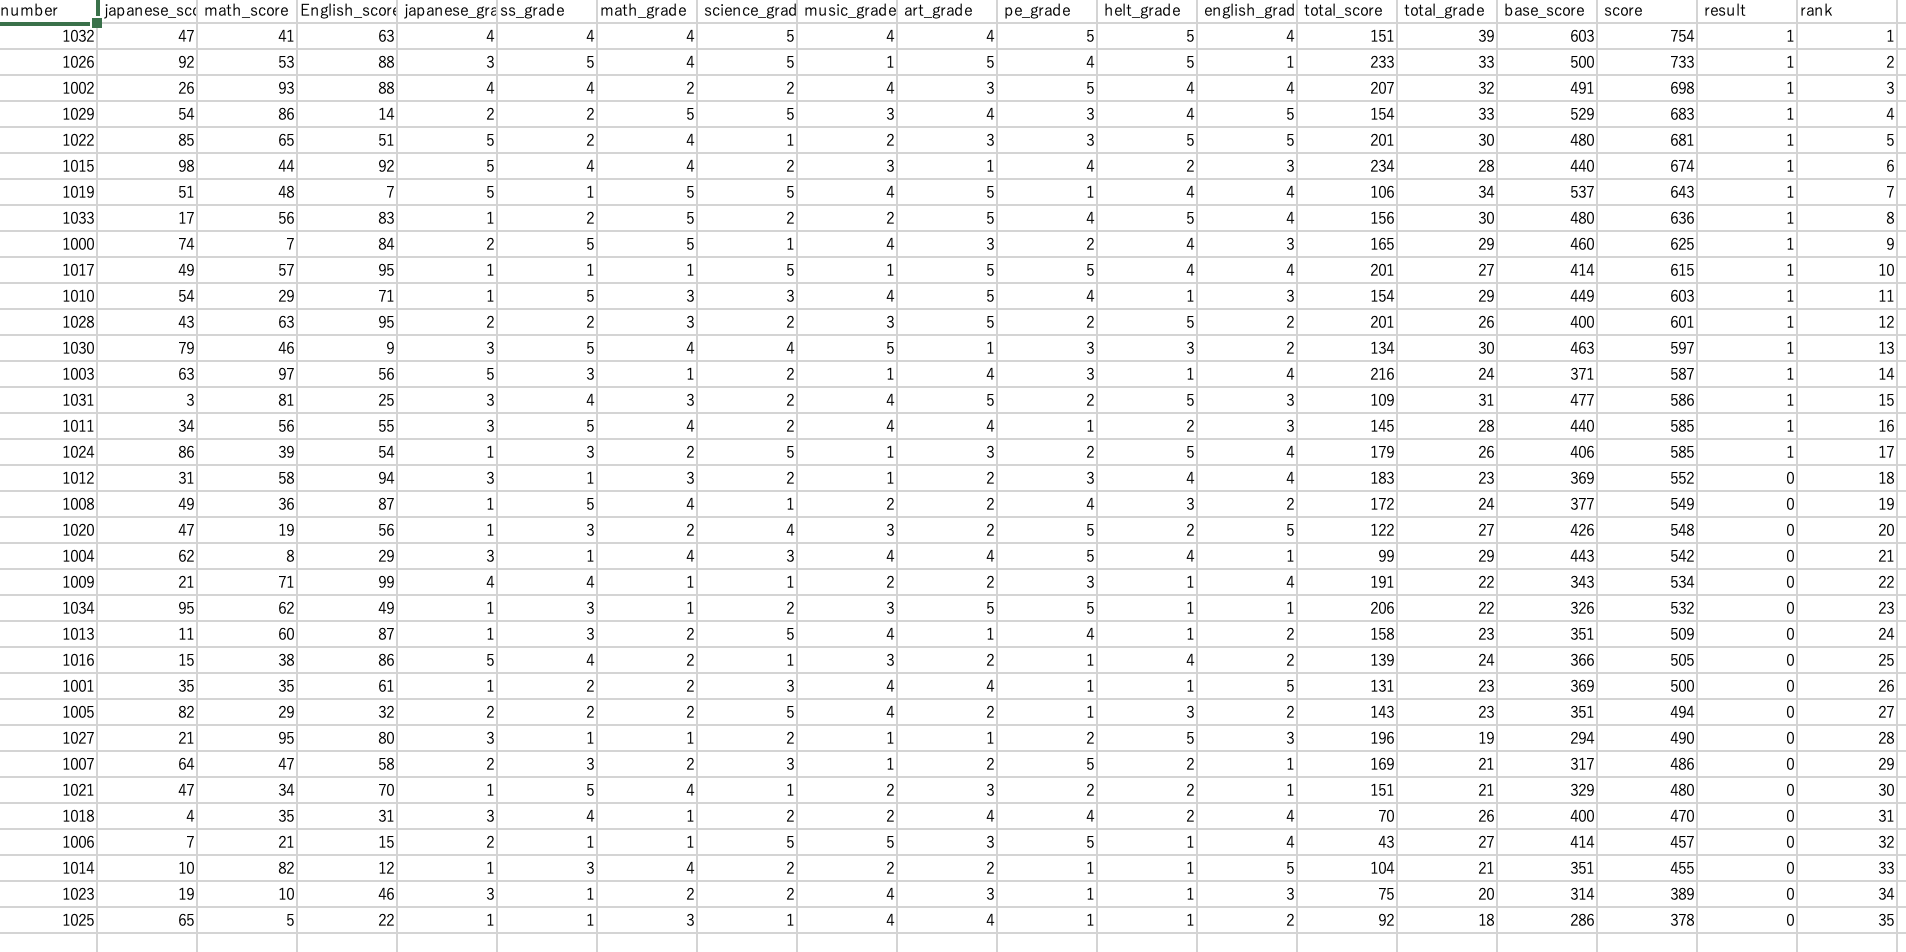 number japanese_sco math_score English_score japanese_gra ss_grade math_grade science_grad music_grade art_grade pe_grade helt_grade english_grad total_score total_grade base_score score result rank
1032 47 41 63 4 4 4 5 4 4 5 5 4 151 39 603 754 1 1
1026 92 53 88 3 5 4 5 1 5 4 5 1 233 33 500 733 1 2
1002 26 93 88 4 4 2 2 4 3 5 4 4 207 32 491 698 1 3
1029 54 86 14 2 2 5 5 3 4 3 4 5 154 33 529 683 1 4
1022 85 65 51 5 2 4 1 2 3 3 5 5 201 30 480 681 1 5
1015 98 44 92 5 4 4 2 3 1 4 2 3 234 28 440 674 1 6
1019 51 48 7 5 1 5 5 4 5 1 4 4 106 34 537 643 1 7
1033 17 56 83 1 2 5 2 2 5 4 5 4 156 30 480 636 1 8
1000 74 7 84 2 5 5 1 4 3 2 4 3 165 29 460 625 1 9
1017 49 57 95 1 1 1 5 1 5 5 4 4 201 27 414 615 1 10
1010 54 29 71 1 5 3 3 4 5 4 1 3 154 29 449 603 1 11
1028 43 63 95 2 2 3 2 3 5 2 5 2 201 26 400 601 1 12
1030 79 46 9 3 5 4 4 5 1 3 3 2 134 30 463 597 1 13
1003 63 97 56 5 3 1 2 1 4 3 1 4 216 24 371 587 1 14
1031 3 81 25 3 4 3 2 4 5 2 5 3 109 31 477 586 1 15
1011 34 56 55 3 5 4 2 4 4 1 2 3 145 28 440 585 1 16
1024 86 39 54 1 3 2 5 1 3 2 5 4 179 26 406 585 1 17
1012 31 58 94 3 1 3 2 1 2 3 4 4 183 23 369 552 0 18
1008 49 36 87 1 5 4 1 2 2 4 3 2 172 24 377 549 0 19
1020 47 19 56 1 3 2 4 3 2 5 2 5 122 27 426 548 0 20
1004 62 8 29 3 1 4 3 4 4 5 4 1 99 29 443 542 0 21
1009 21 71 99 4 4 1 1 2 2 3 1 4 191 22 343 534 0 22
1034 95 62 49 1 3 1 2 3 5 5 1 1 206 22 326 532 0 23
1013 11 60 87 1 3 2 5 4 1 4 1 2 158 23 351 509 0 24
1016 15 38 86 5 4 2 1 3 2 1 4 2 139 24 366 505 0 25
1001 35 35 61 1 2 2 3 4 4 1 1 5 131 23 369 500 0 26
1005 82 29 32 2 2 2 5 4 2 1 3 2 143 23 351 494 0 27
1027 21 95 80 3 1 1 2 1 1 2 5 3 196 19 294 490 0 28
1007 64 47 58 2 3 2 3 1 2 5 2 1 169 21 317 486 0 29
1021 47 34 70 1 5 4 1 2 3 2 2 1 151 21 329 480 0 30
1018 4 35 31 3 4 1 2 2 4 4 2 4 70 26 400 470 0 31
1006 7 21 15 2 1 1 5 5 3 5 1 4 43 27 414 457 0 32
1014 10 82 12 1 3 4 2 2 2 1 1 5 104 21 351 455 0 33
1023 19 10 46 3 1 2 2 4 3 1 1 3 75 20 314 389 0 34
1025 65 5 22 1 1 3 1 4 4 1 1 2 92 18 286 378 0 35